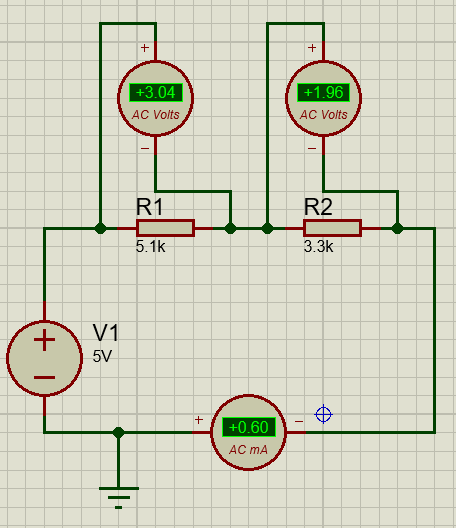 +
+3.04
AC Volts
−
+
+1.96
AC Volts
−
R1
5.1k
R2
3.3k
V1
5V
+
−
+
+0.60
AC mA
−